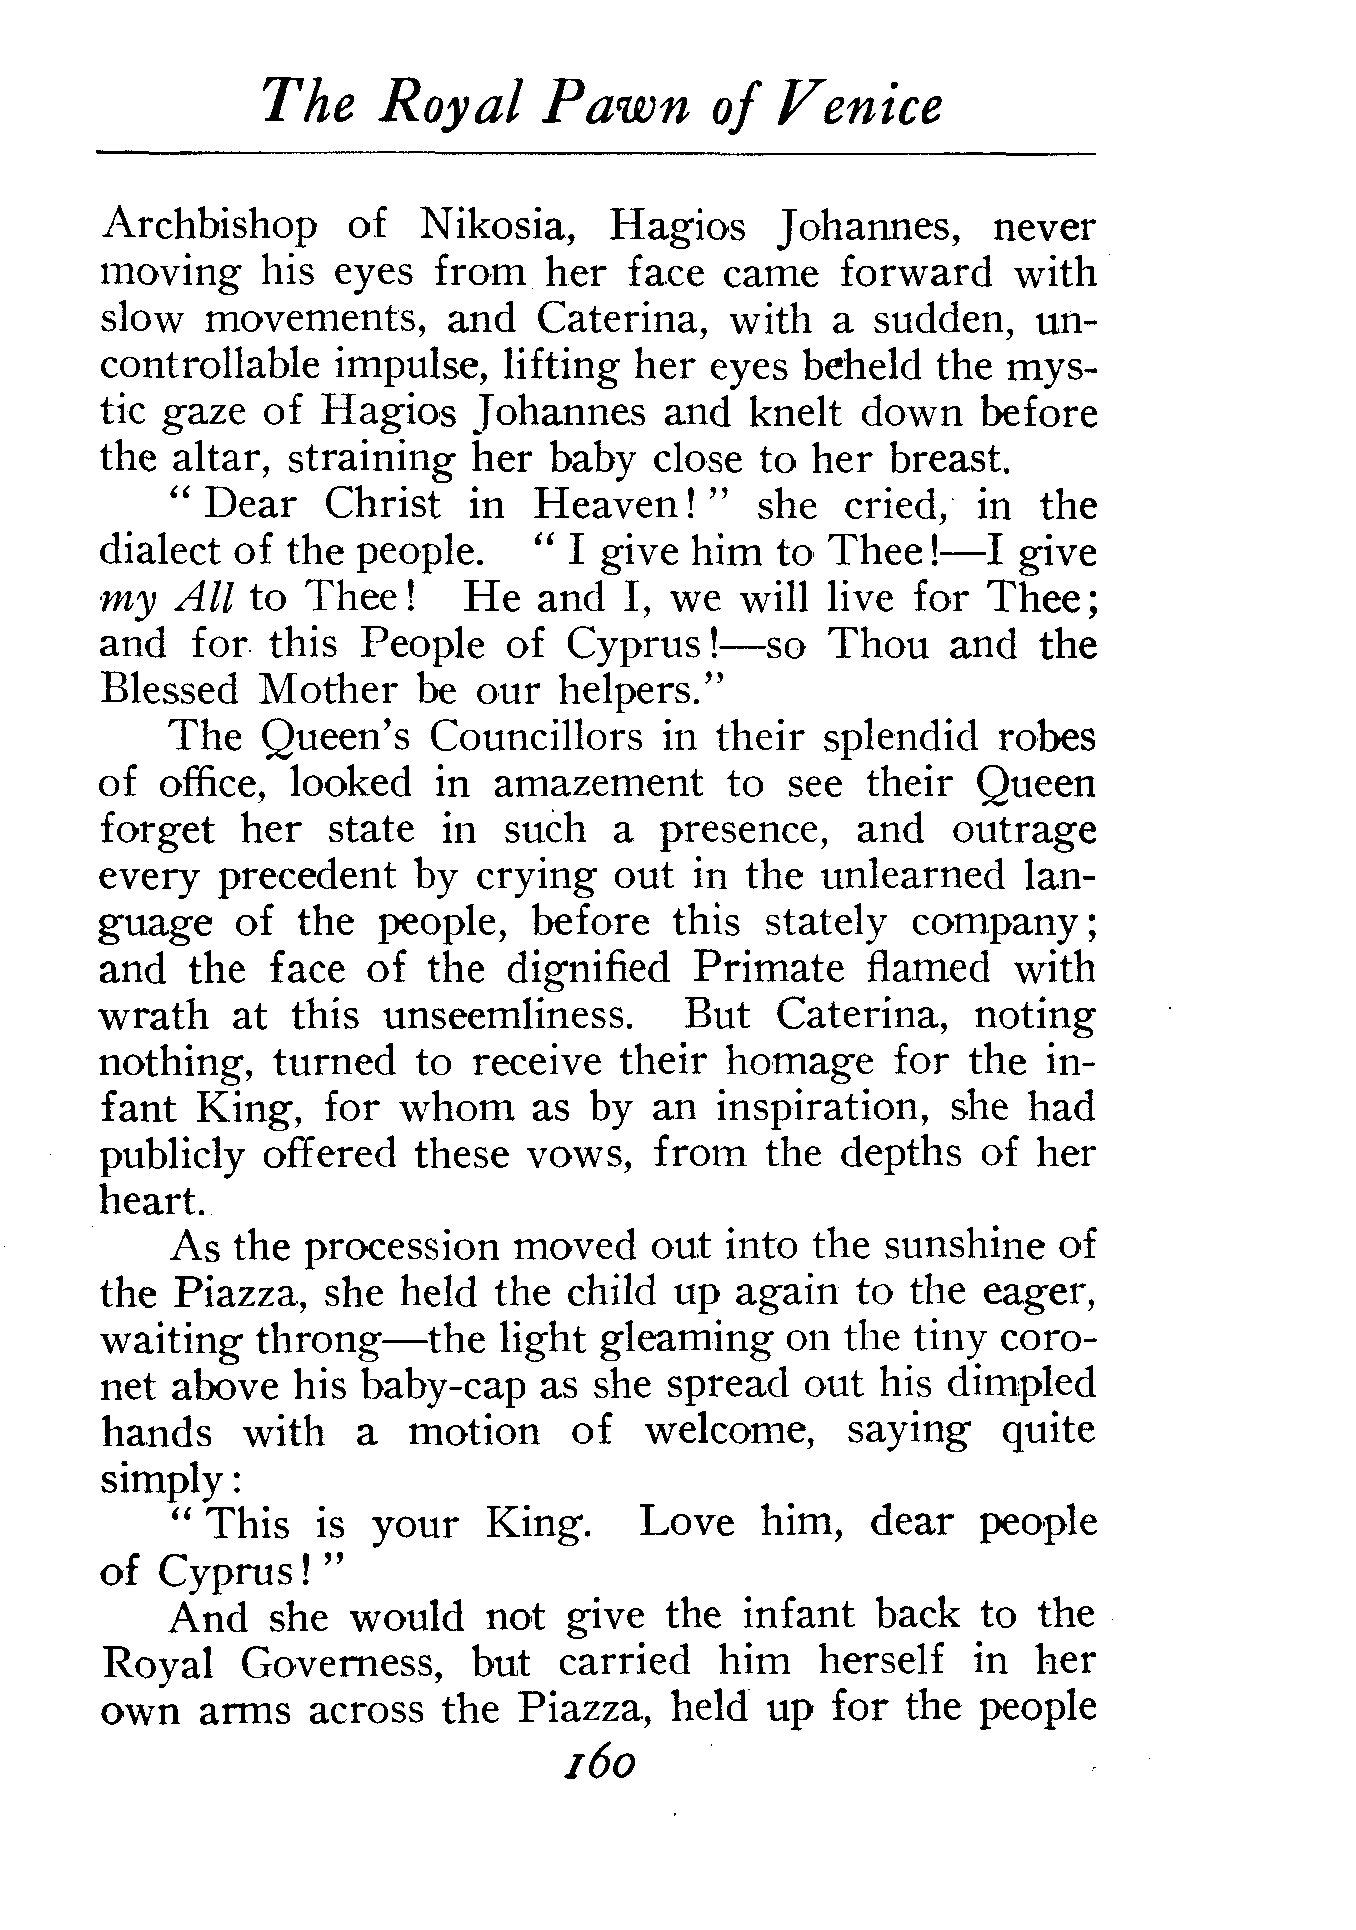 The Royal Pawn of Venice
Archbishop of Nikosia, Hagios Johannes, never
moving his eyes from her face came forward with
slow movements, and Caterina, with a sudden, un-
controllable impulse, lifting her eyes beheld the mys-
tic gaze of Hagios Johannes and knelt down before
the altar, straining her baby close to her breast.
“ Dear Christ in Heaven! ” she cried, in the
dialect of the people. “ I give him to Thee!—I give
my All to Thee! He and I, we will live for Thee;
and for this People of Cyprus!—so Thou and the
Blessed Mother be our helpers.”
The Queen's Councillors in their splendid robes
of office, looked in amazement to see their Queen
forget her state in such a presence, and outrage
every precedent by crying out in the unlearned lan-
guage of the people, before this stately company;
and the face of the dignified Primate flamed with
wrath at this unseemliness. But Caterina, noting
nothing, turned to receive their homage for the in-
fant King, for whom as by an inspiration, she had
publicly offered these vows, from the depths of her
heart.
As the procession moved out into the sunshine of
the Piazza, she held the child up again to the eager,
waiting throng—the light gleaming on the tiny coro-
net above his baby-cap as she spread out his dimpled
hands with a motion of welcome, saying quite
simply:
“ This is your King. Love him, dear people
of Cyprus! ”
And she would not give the infant back to the
Royal Governess, but carried him herself in her
own arms across the Piazza, held up for the people
160